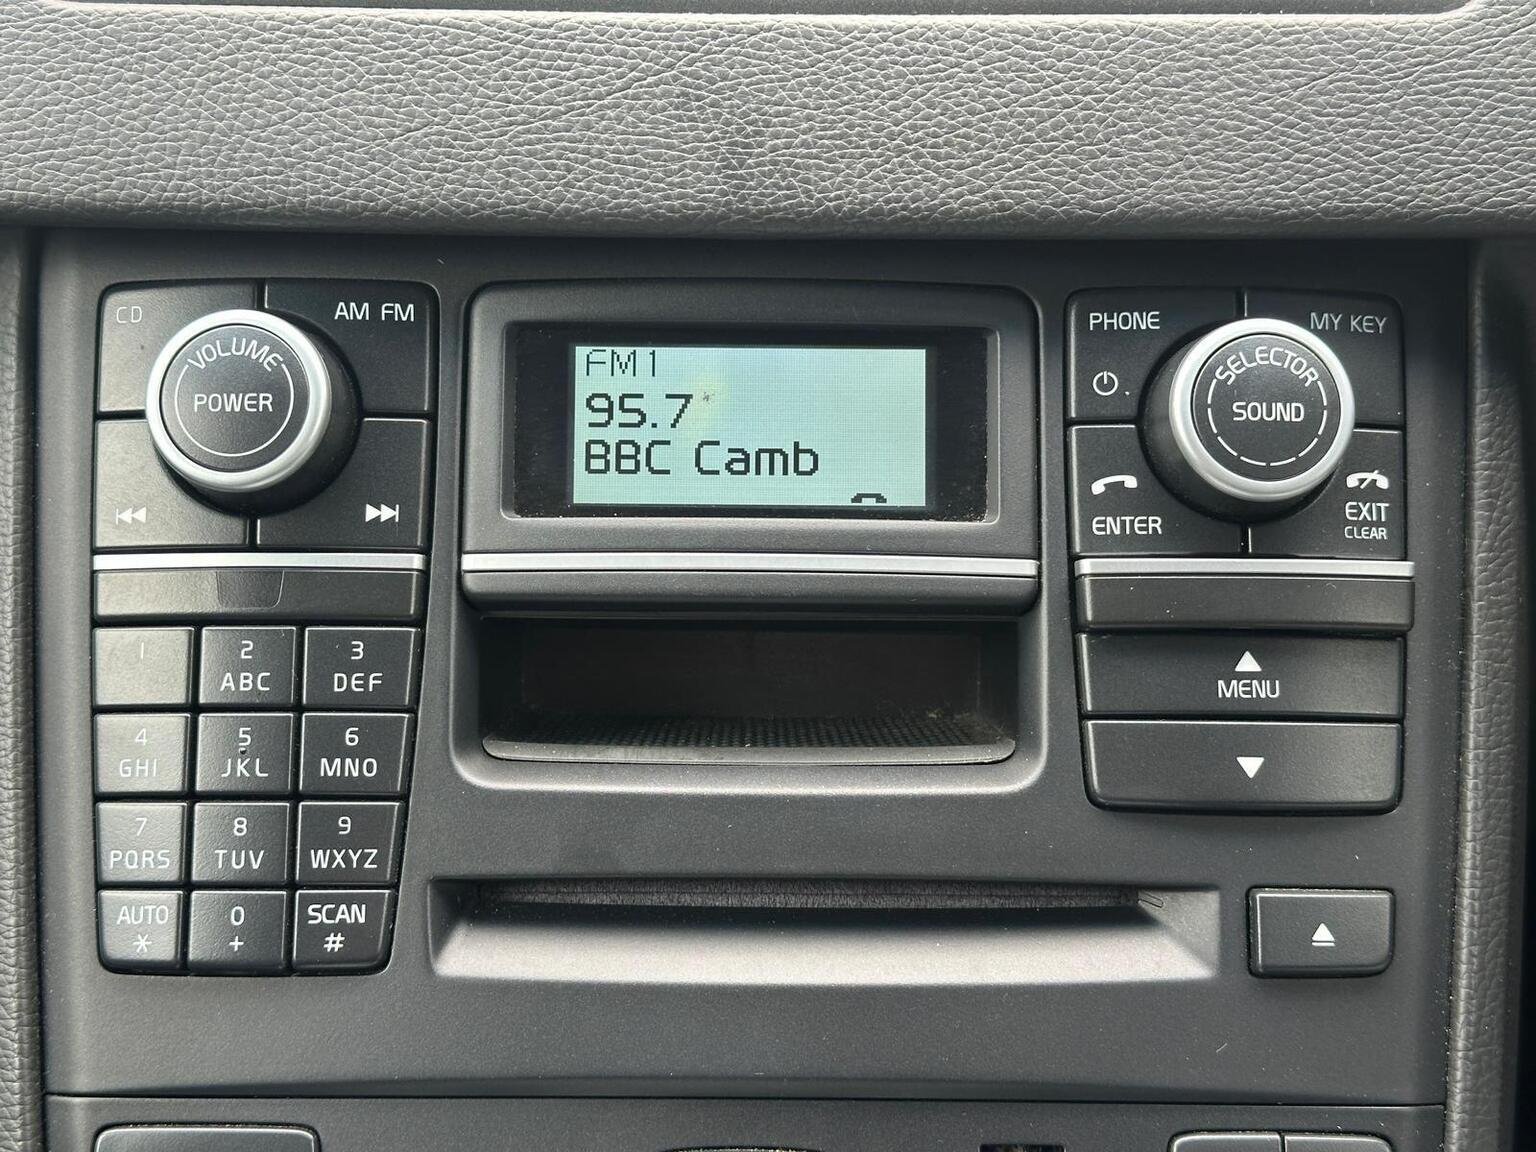 CD
AM FM
VOLUME
POWER
FM1
95.7
BBC Camb
PHONE
MY KEY
SELECTOR
SOUND
ENTER
EXIT
CLEAR
1
2
ABC
3
DEF
4
GHI
5
JKL
6
MNO
7
PQRS
8
TUV
9
WXYZ
AUTO
*
0
+
SCAN
#
MENU